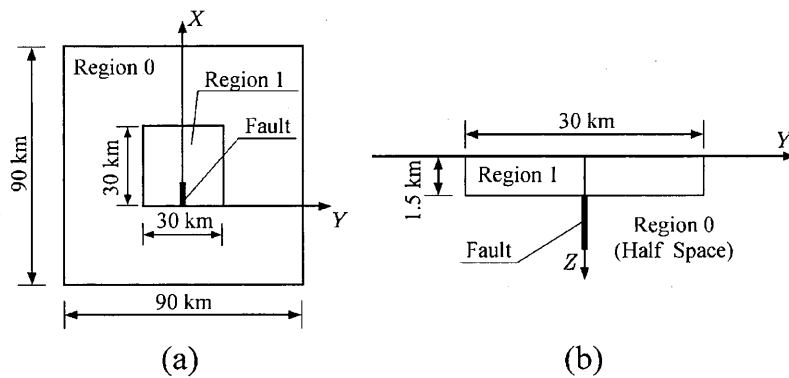 X
Region 0
Region 1
Fault
90 km
30 km
30 km
Y
90 km
(a)
30 km
Y
Region 1
1.5 km
Fault
Region 0
(Half Space)
Z
(b)